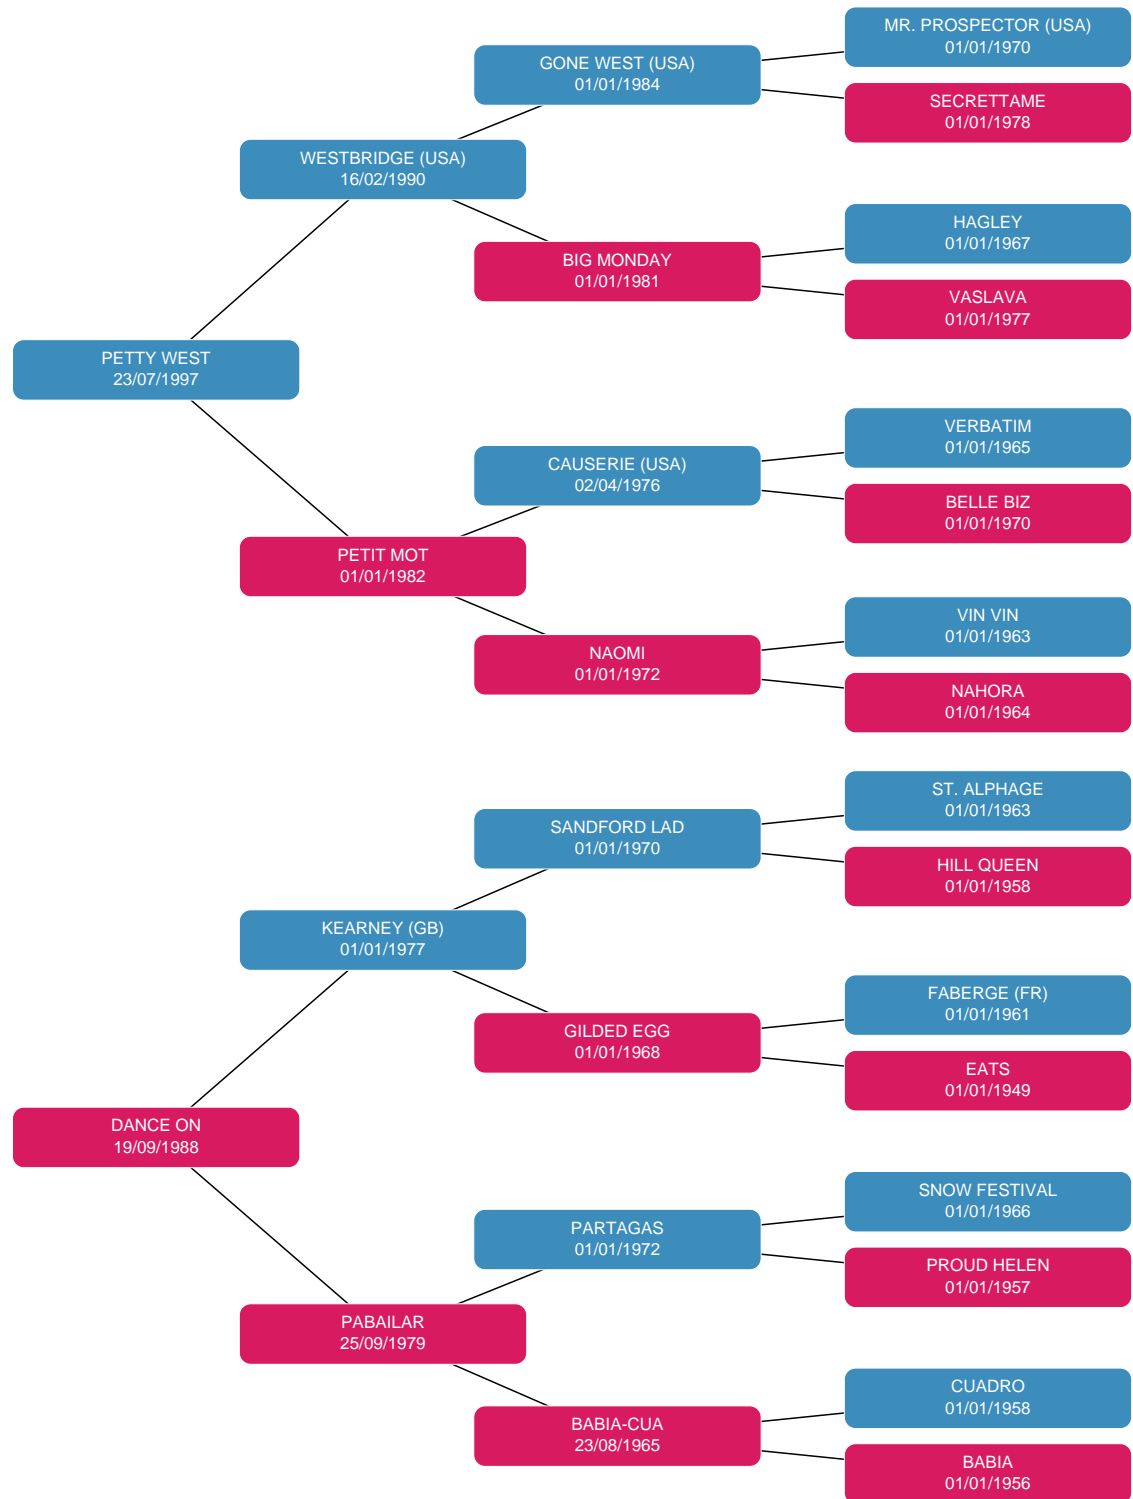 MR. PROSPECTOR (USA)
01/01/1970
GONE WEST (USA)
01/01/1984
SECRETTAME
01/01/1978
WESTBRIDGE (USA)
16/02/1990
HAGLEY
01/01/1967
BIG MONDAY
01/01/1981
VASLAVA
01/01/1977
PETTY WEST
23/07/1997
VERBATIM
01/01/1965
CAUSERIE (USA)
02/04/1976
BELLE BIZ
01/01/1970
PETIT MOT
01/01/1982
VIN VIN
01/01/1963
NAOMI
01/01/1972
NAHORA
01/01/1964
ST. ALPHAGE
01/01/1963
SANDFORD LAD
01/01/1970
HILL QUEEN
01/01/1958
KEARNEY (GB)
01/01/1977
FABERGE (FR)
01/01/1961
GILDED EGG
01/01/1968
EATS
01/01/1949
DANCE ON
19/09/1988
SNOW FESTIVAL
01/01/1966
PARTAGAS
01/01/1972
PROUD HELEN
01/01/1957
PABAILAR
25/09/1979
CUADRO
01/01/1958
BABIA-CUA
23/08/1965
BABIA
01/01/1956